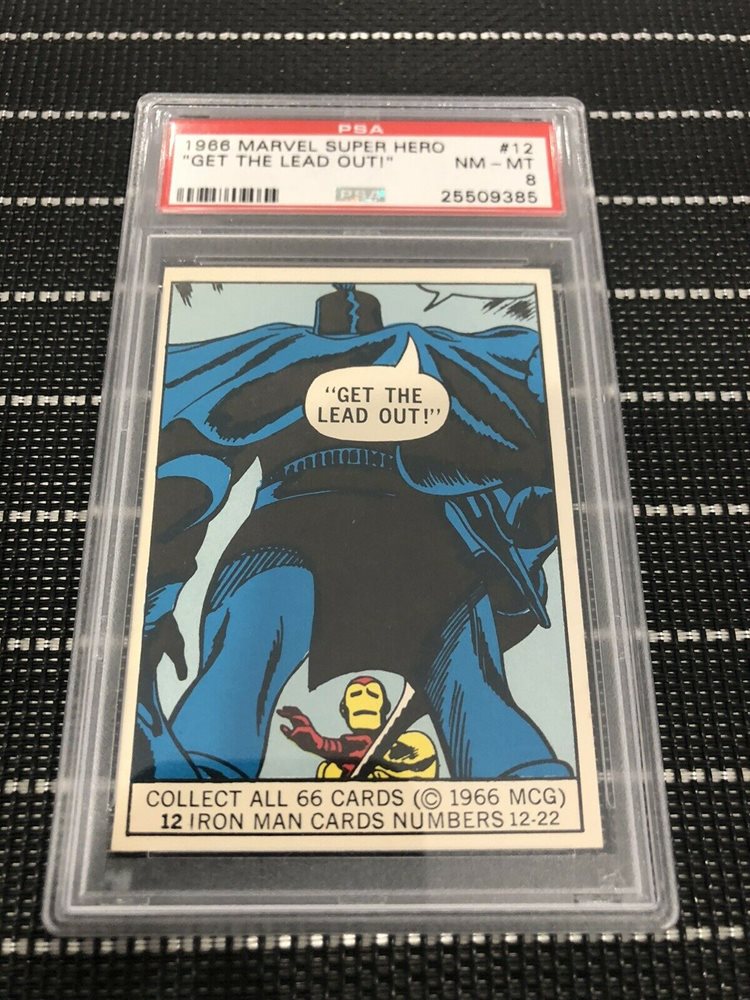 PSA
1966 MARVEL SUPER HERO #12
"GET THE LEAD OUT!" NM - MT
8
PSA 25509385
"GET THE
LEAD OUT!"
COLLECT ALL 66 CARDS (© 1966 MCG)
12 IRON MAN CARDS NUMBERS 12-22